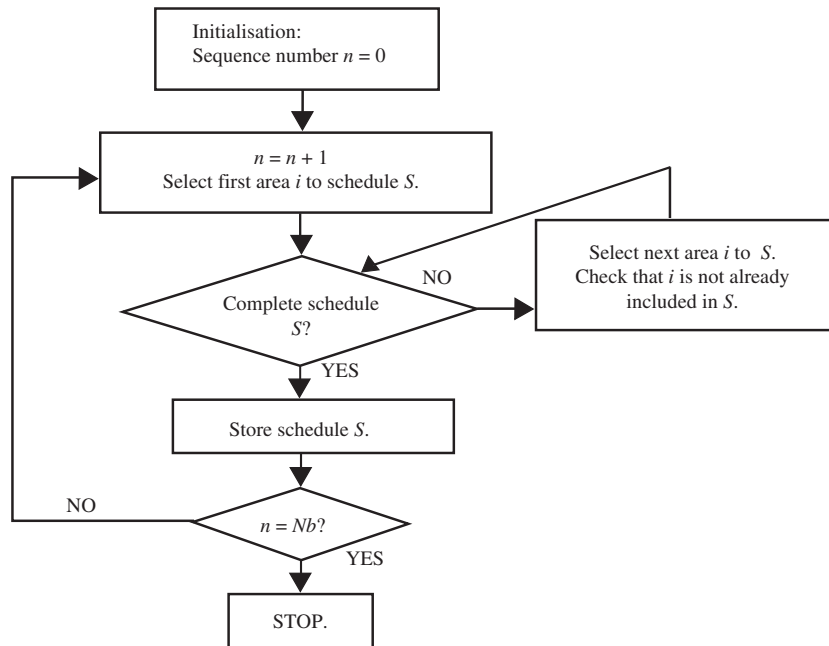 Initialisation:
Sequence number n = 0
n = n + 1
Select first area i to schedule S.
NO
Select next area i to S.
Check that i is not already
included in S.
Complete schedule
S?
YES
Store schedule S.
NO
n = Nb?
YES
STOP.